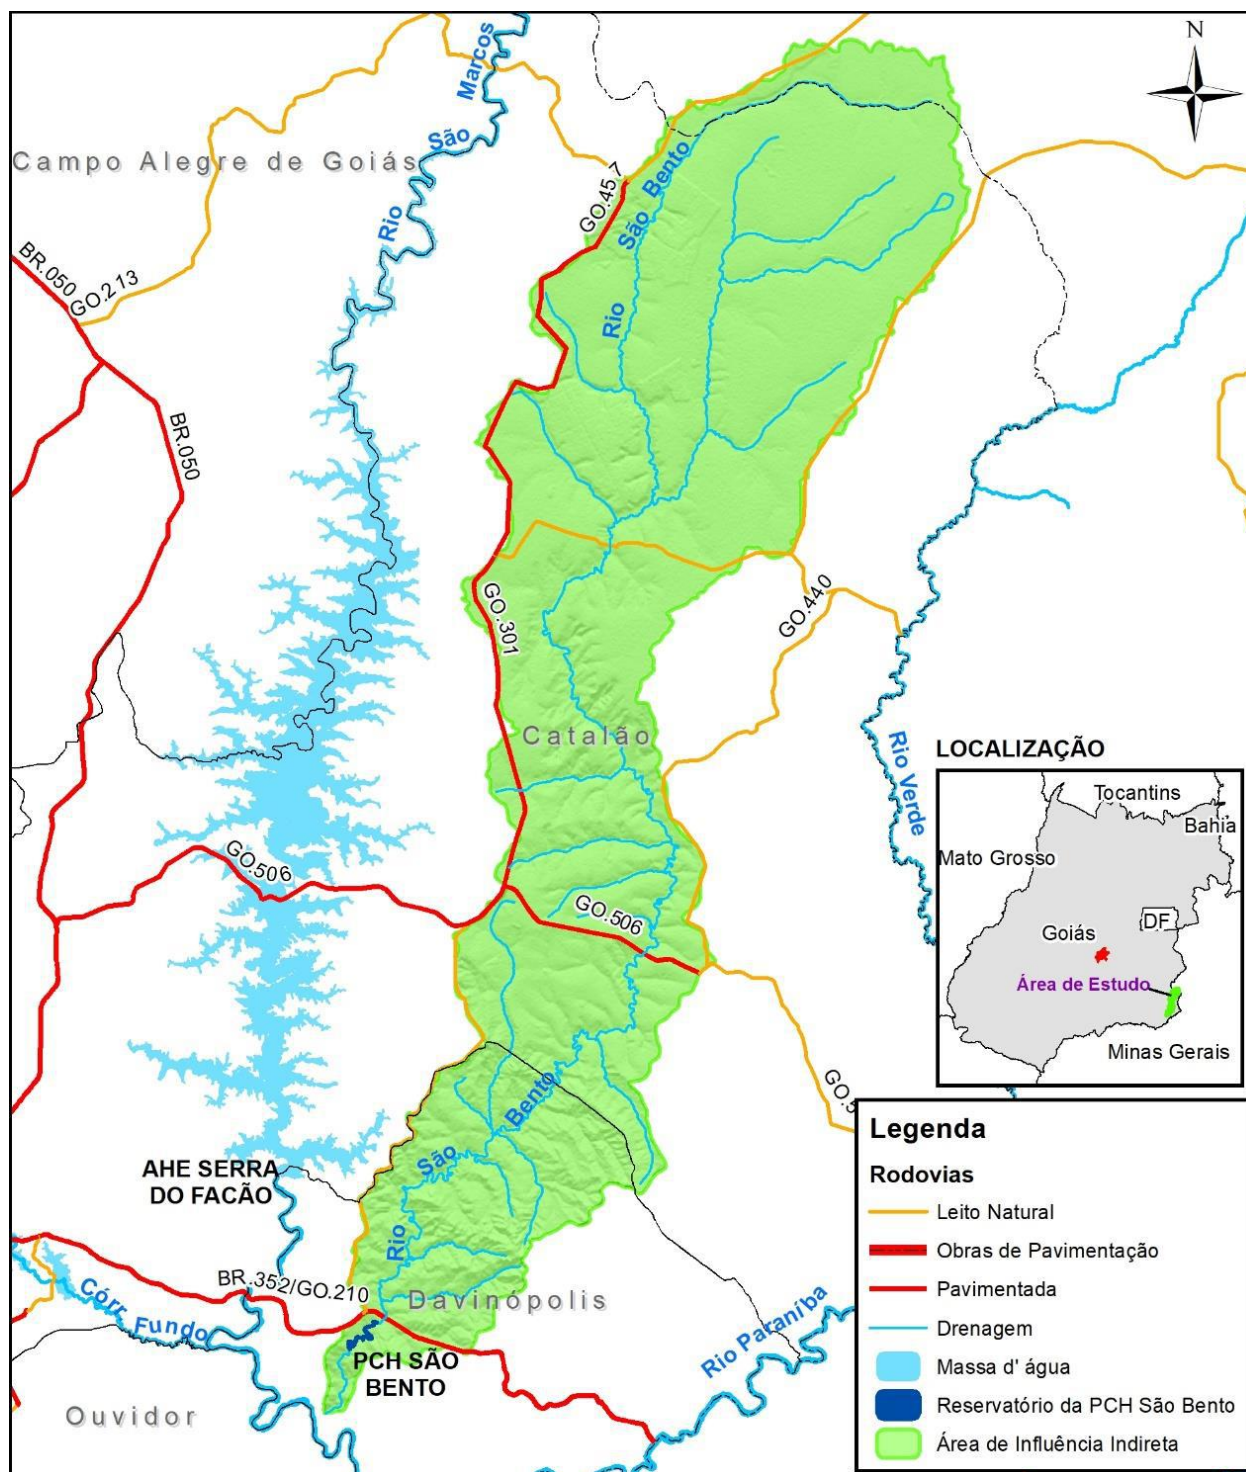 N
Marcos
São
Rio
Campo Alegre de Goiás
GO.457
São Bento
Rio
BR.050
GO.213
BR.050
GO.301
GO.440
Catalão
Rio Verde
LOCALIZAÇÃO
Tocantins
Bahia
Mato Grosso
DF
Goiás
Área de Estudo
Minas Gerais
GO.506
GO.506
GO.5
Bento
São
Rio
AHE SERRA
DO FACÃO
BR.352/GO.210
Córr. Fundo
Davinópolis
Rio Paraníba
PCH SÃO
BENTO
Ouvidor
Legenda
Rodovias
Leito Natural
Obras de Pavimentação
Pavimentada
Drenagem
Massa d' água
Reservatório da PCH São Bento
Área de Influência Indireta